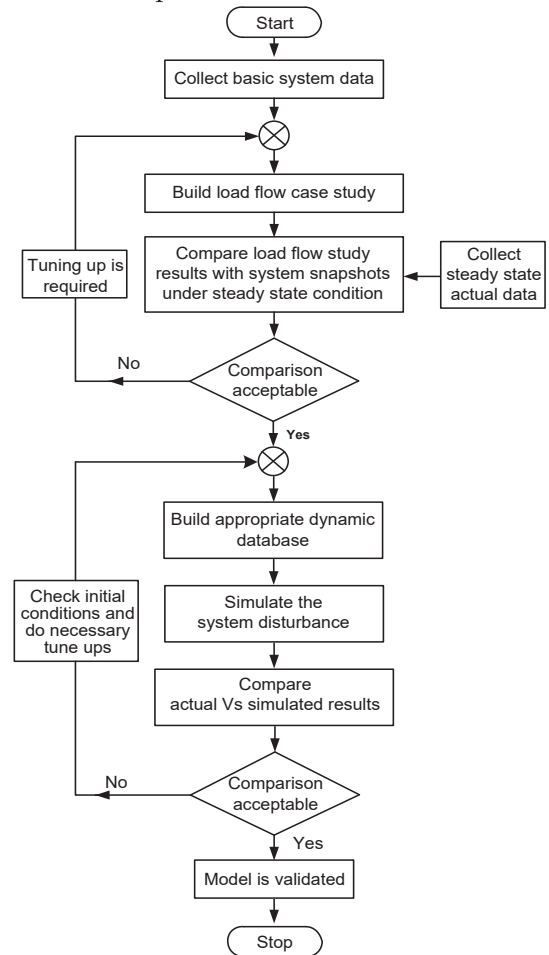 Start
Collect basic system data
Build load flow case study
Compare load flow study
results with system snapshots
under steady state condition
Collect
steady state
actual data
Tuning up is
required
No
Comparison
acceptable
Yes
Build appropriate dynamic
database
Simulate the
system disturbance
Check initial
conditions and
do necessary
tune ups
Compare
actual Vs simulated results
No
Comparison
acceptable
Yes
Model is validated
Stop